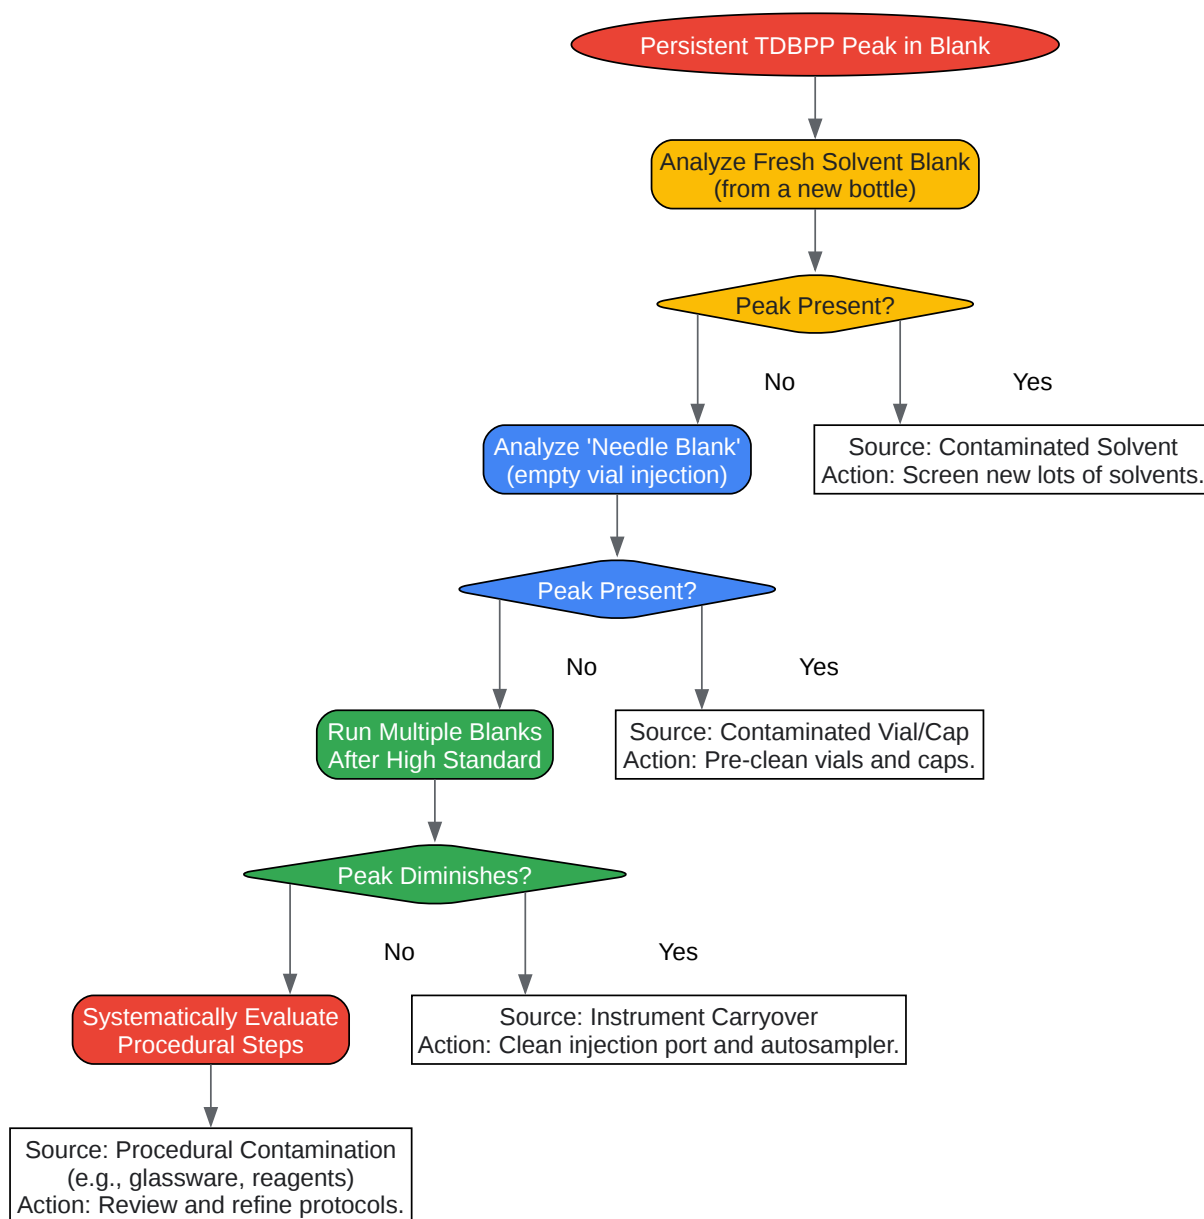 Persistent TDBPP Peak in Blank
Analyze Fresh Solvent Blank
(from a new bottle)
Peak Present?
No
Yes
Analyze 'Needle Blank'
(empty vial injection)
Source: Contaminated Solvent
Action: Screen new lots of solvents.
Peak Present?
No
Yes
Run Multiple Blanks
After High Standard
Source: Contaminated Vial/Cap
Action: Pre-clean vials and caps.
Peak Diminishes?
No
Yes
Systematically Evaluate
Procedural Steps
Source: Instrument Carryover
Action: Clean injection port and autosampler.
Source: Procedural Contamination
(e.g., glassware, reagents)
Action: Review and refine protocols.